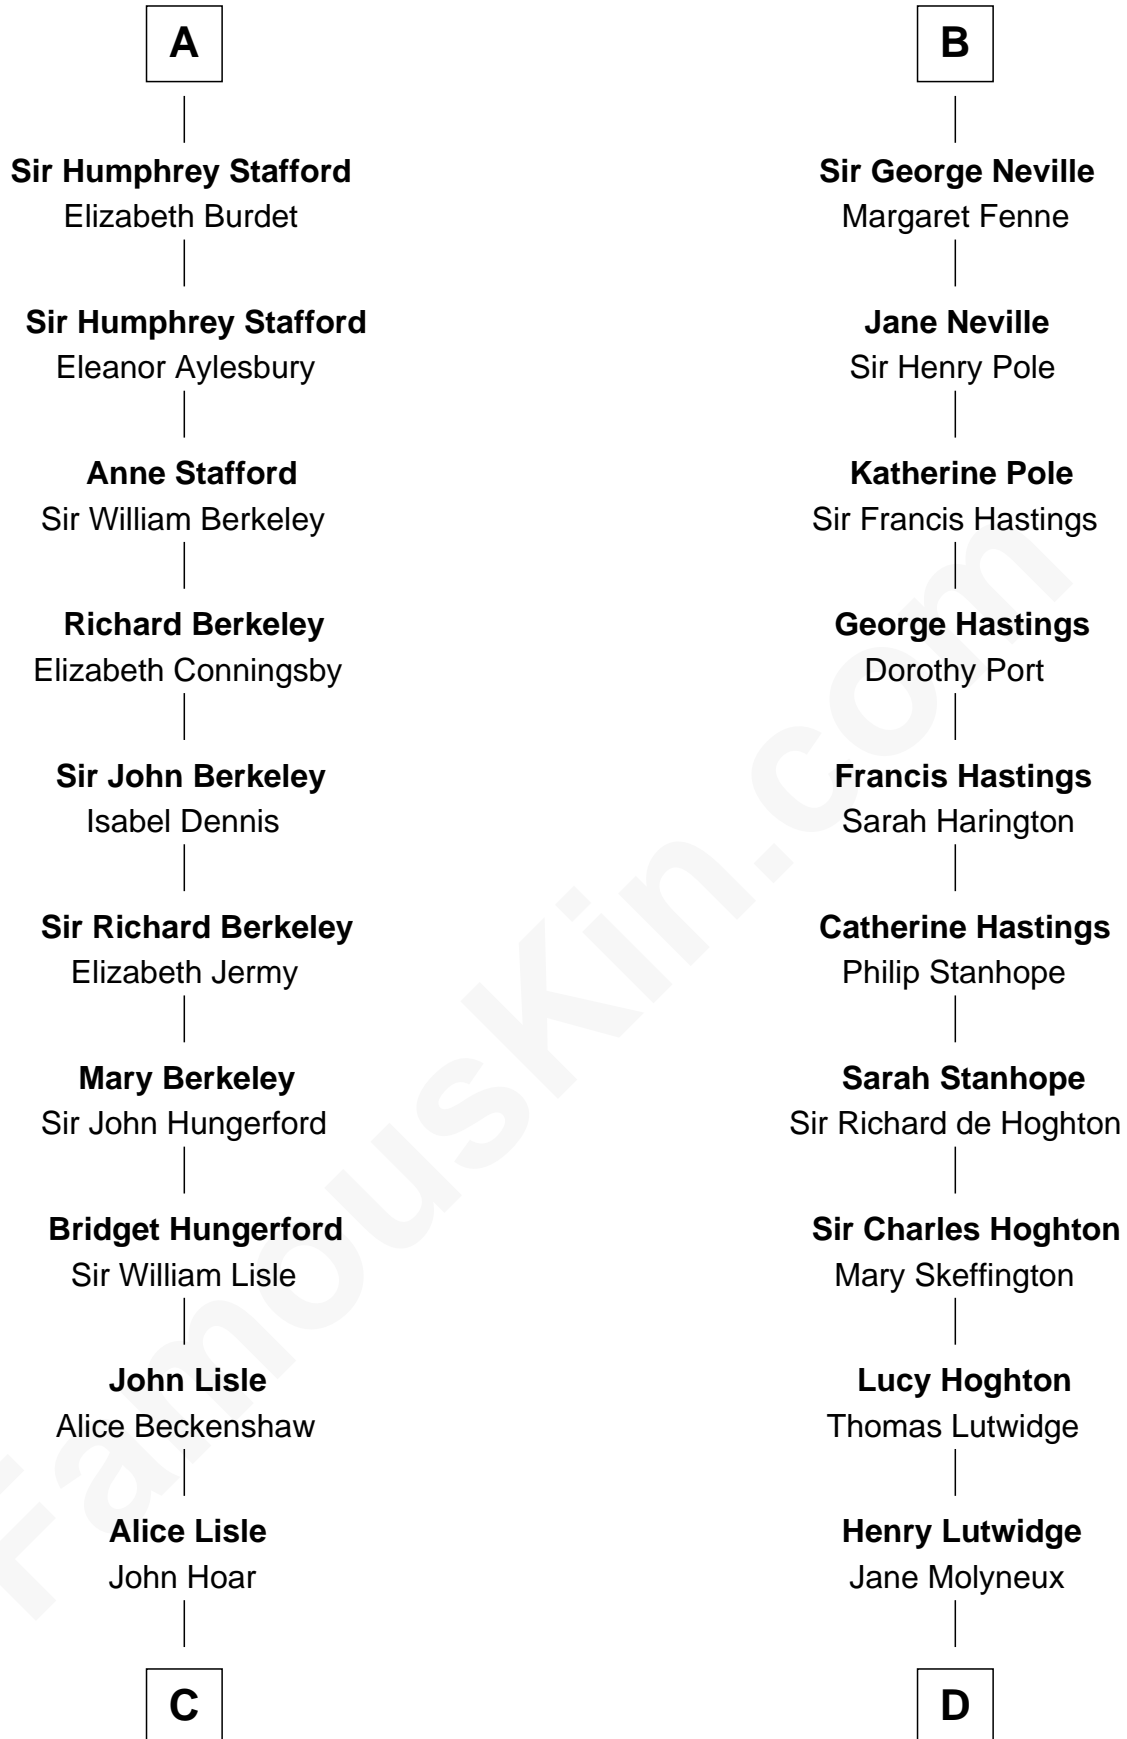 A
Sir Humphrey Stafford
Elizabeth Burdet
Sir Humphrey Stafford
Eleanor Aylesbury
Anne Stafford
Sir William Berkeley
Richard Berkeley
Elizabeth Conningsby
Sir John Berkeley
Isabel Dennis
Sir Richard Berkeley
Elizabeth Jermy
Mary Berkeley
Sir John Hungerford
Bridget Hungerford
Sir William Lisle
John Lisle
Alice Beckenshaw
Alice Lisle
John Hoar
C
B
Sir George Neville
Margaret Fenne
Jane Neville
Sir Henry Pole
Katherine Pole
Sir Francis Hastings
George Hastings
Dorothy Port
Francis Hastings
Sarah Harington
Catherine Hastings
Philip Stanhope
Sarah Stanhope
Sir Richard de Hoghton
Sir Charles Hoghton
Mary Skeffington
Lucy Hoghton
Thomas Lutwidge
Henry Lutwidge
Jane Molyneux
D
FamousKin.com